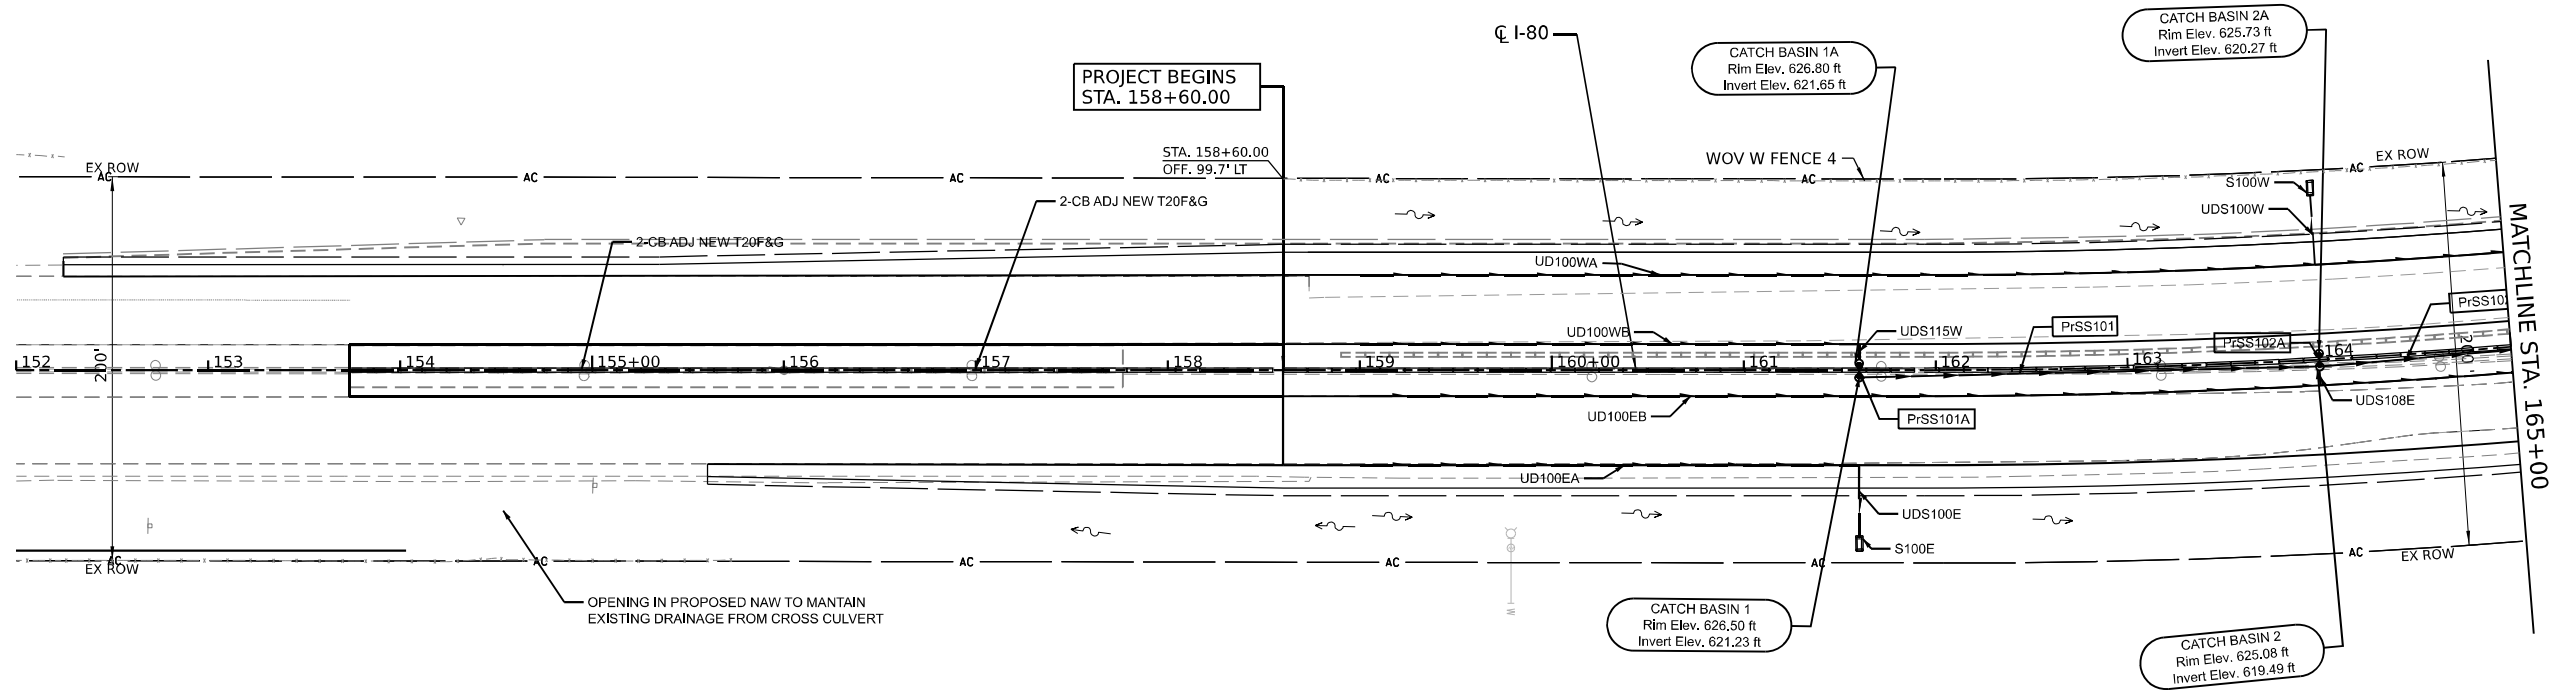 CATCH BASIN 2A
Rim Elev. 625.73 ft
Invert Elev. 620.27 ft
℄ I-80
CATCH BASIN 1A
Rim Elev. 626.80 ft
Invert Elev. 621.65 ft
PROJECT BEGINS
STA. 158+60.00
STA. 158+60.00
OFF. 99.7' LT
WOV W FENCE 4
EX ROW
EX ROW
AC
AC
AC
AC
AC
AC
S100W
UDS100W
2-CB ADJ NEW T20F&G
2-CB ADJ NEW T20F&G
UD100WA
UD100WB
UDS115W
PrSS101
PrSS102A
PrSS102
MATCHLINE STA. 165+00
152
153
154
155+00
156
157
158
159
160+00
161
162
163
164
200'
200'
UD100EB
PrSS101A
UDS108E
UD100EA
UDS100E
S100E
W
AC
AC
AC
AC
AC
AC
EX ROW
EX ROW
OPENING IN PROPOSED NAW TO MANTAIN
EXISTING DRAINAGE FROM CROSS CULVERT
CATCH BASIN 1
Rim Elev. 626.50 ft
Invert Elev. 621.23 ft
CATCH BASIN 2
Rim Elev. 625.08 ft
Invert Elev. 619.49 ft